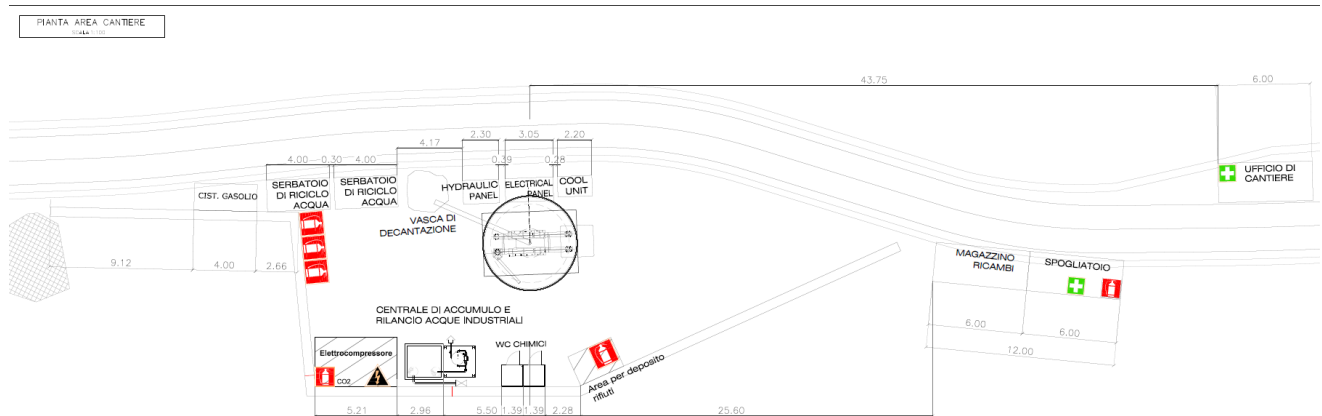 PIANTA AREA CANTIERE
SCALA 1:100
43.75
6.00
2.30
3.05
2.20
4.17
4.00
0.30
4.00
0.39
0.28
UFFICIO DI
CANTIERE
SERBATOIO
DI RICICLO
ACQUA
SERBATOIO
DI RICICLO
ACQUA
HYDRAULIC
PANEL
ELECTRICAL
PANEL
COOL
UNIT
CIST. GASOLIO
VASCA DI
DECANTAZIONE
MAGAZZINO
RICAMBI
SPOGLIATOIO
9.12
4.00
2.66
CENTRALE DI ACCUMULO E
RILANCIO ACQUE INDUSTRIALI
6.00
6.00
12.00
WC CHIMICI
Elettrocompressore
CO2
Area per deposito
rifiuti
5.21
2.96
5.50
1.39
1.39
2.28
25.60